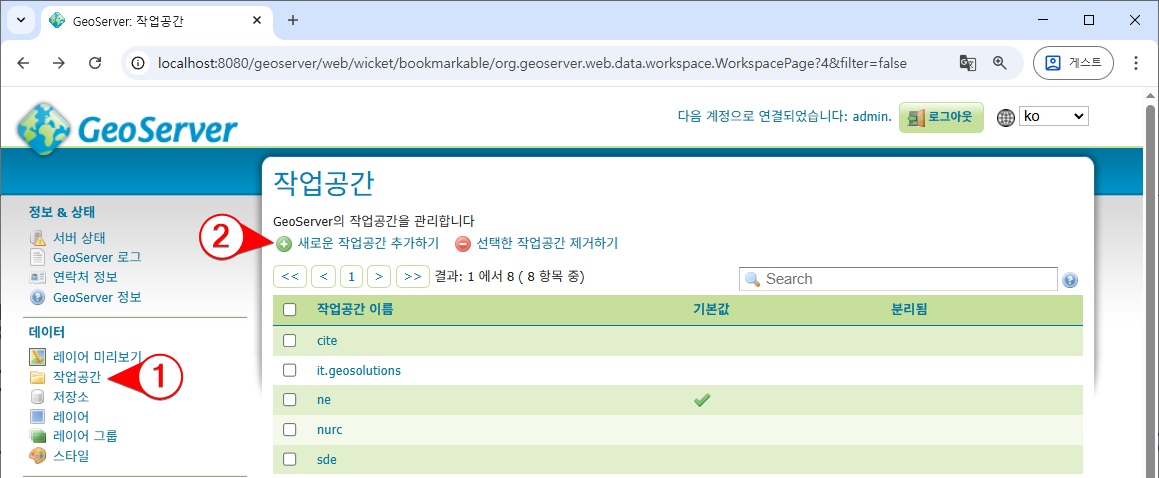 GeoServer: 작업공간
localhost:8080/geoserver/web/wicket/bookmarkable/org.geoserver.web.data.workspace.WorkspacePage?4&filter=false
게스트
GeoServer
다음 계정으로 연결되었습니다: admin.
로그아웃
ko
작업공간
GeoServer의 작업공간을 관리합니다
2
새로운 작업공간 추가하기
선택한 작업공간 제거하기
<< < 1 > >> 결과: 1 에서 8 ( 8 항목 중)
Search
작업공간 이름 기본값 분리됨
cite
it.geosolutions
ne
nurc
sde
정보 & 상태
서버 상태
GeoServer 로그
연락처 정보
GeoServer 정보
데이터
레이어 미리보기
작업공간
1
저장소
레이어
레이어 그룹
스타일